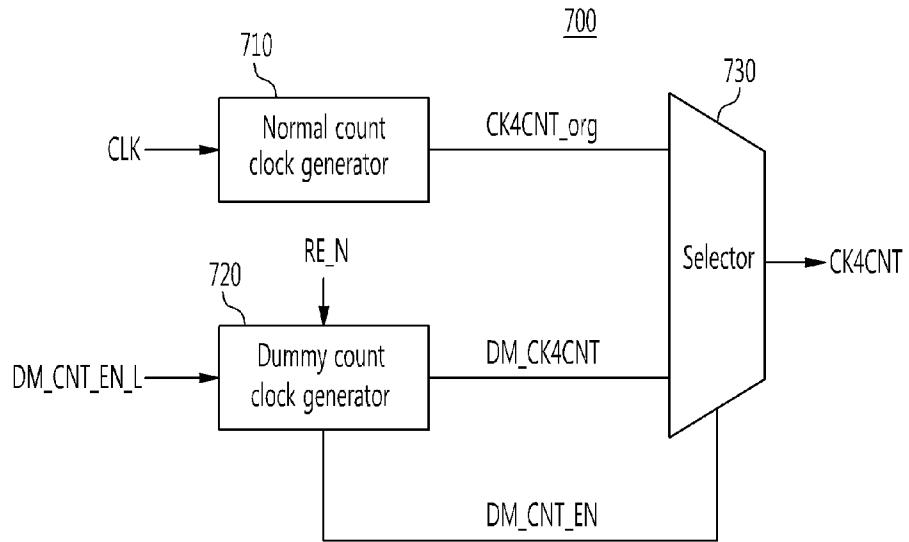 700
710
730
Normal count
clock generator
CLK
CK4CNT_org
RE_N
Selector
CK4CNT
720
Dummy count
clock generator
DM_CNT_EN_L
DM_CK4CNT
DM_CNT_EN